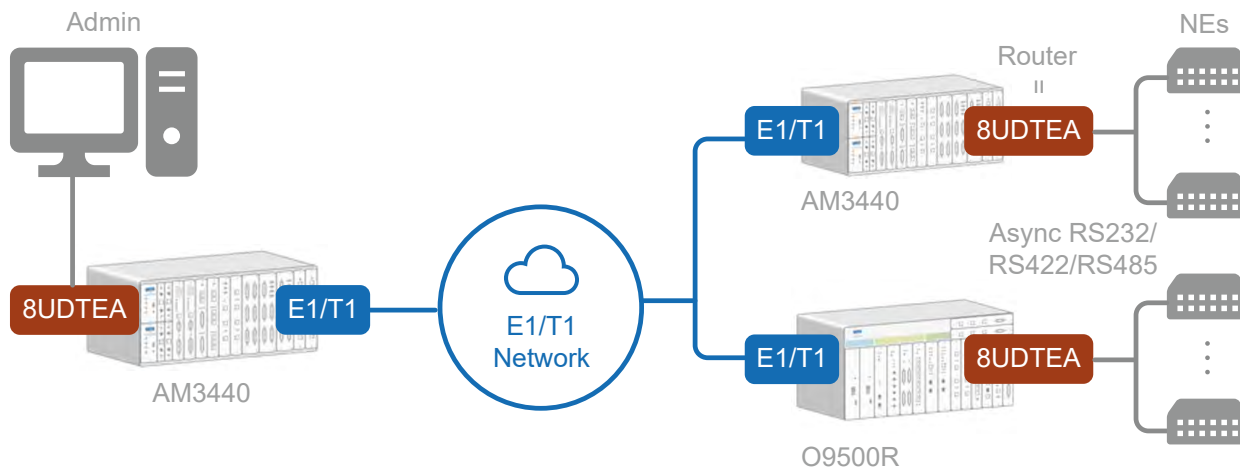 Admin
8UDTEA
E1/T1
AM3440
E1/T1
Network
E1/T1
Router
=
8UDTEA
AM3440
NEs
Async RS232/
RS422/RS485
E1/T1
8UDTEA
O9500R